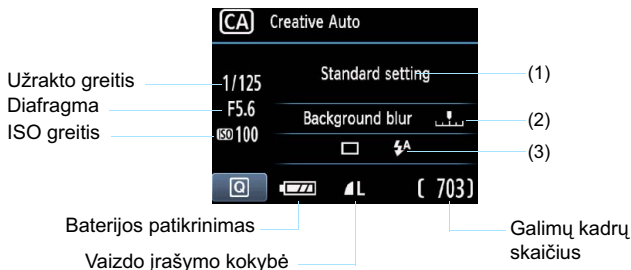 CA Creative Auto
Užrakto greitis
1/125
Standard setting
(1)
Diafragma
F5.6
Background blur
(2)
ISO greitis
ISO 100
A
(3)
Q
L
[ 703]
Baterijos patikrinimas
Galimų kadrų
skaičius
Vaizdo įrašymo kokybė